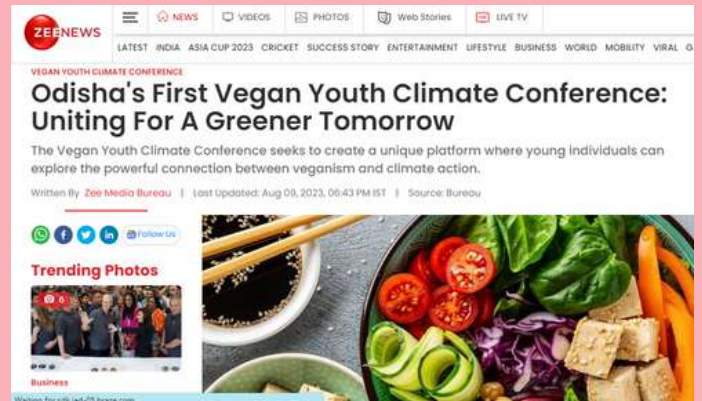 ZEENEWS
NEWS VIDEOS PHOTOS Web Stories LIVE TV
LATEST INDIA ASIA CUP 2023 CRICKET SUCCESS STORY ENTERTAINMENT LIFESTYLE BUSINESS WORLD MOBILITY VIRAL G
VEGAN YOUTH CLIMATE CONFERENCE
Odisha's First Vegan Youth Climate Conference:
Uniting For A Greener Tomorrow
The Vegan Youth Climate Conference seeks to create a unique platform where young individuals can
explore the powerful connection between veganism and climate action.
Written By Zee Media Bureau | Last Updated: Aug 09, 2023, 06:43 PM IST | Source: Bureau
Follow Us
Trending Photos
6
Business